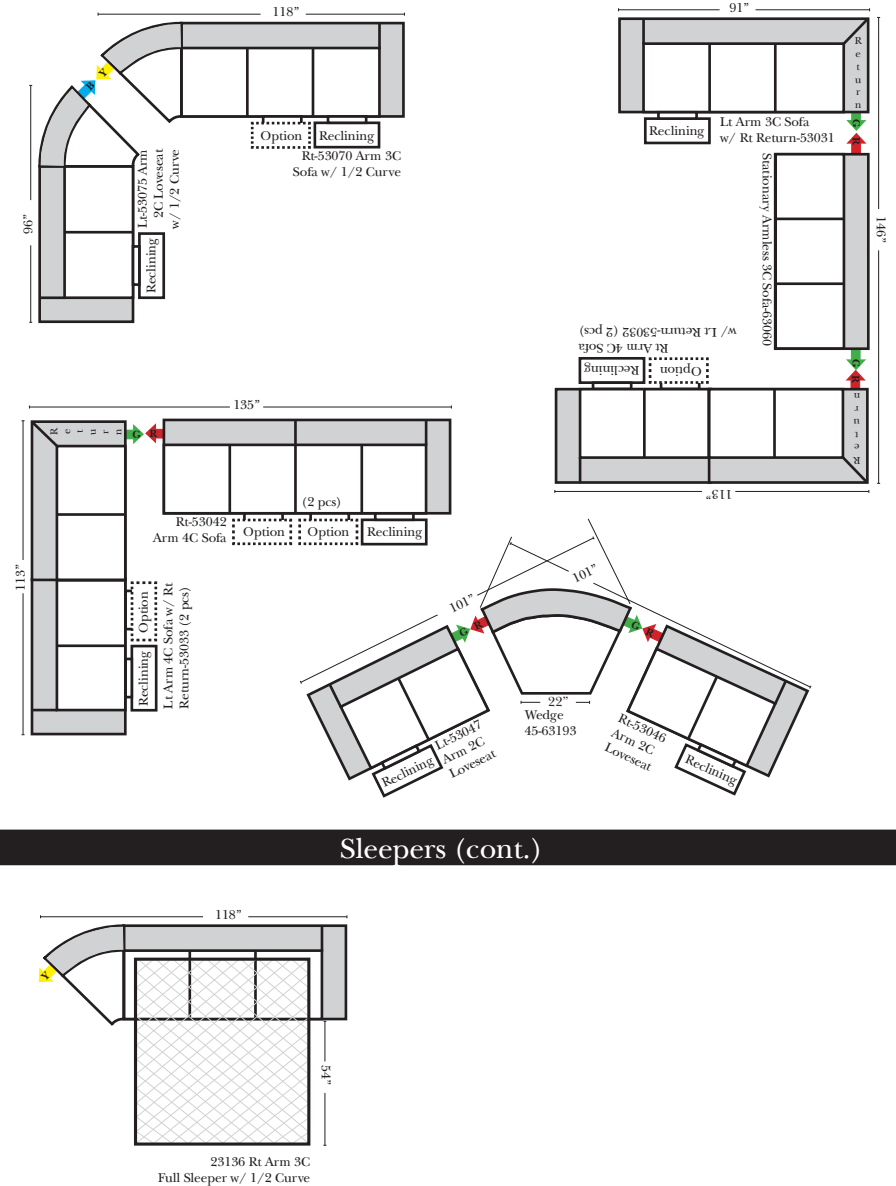 118”
Y
B
Option
Reclining
Rt-53070 Arm 3C
Sofa w/ 1/2 Curve
96”
Lt-53075 Arm
2C Loveseat
w/ 1/2 Curve
Reclining
91”
Return
Reclining
Lt Arm 3C Sofa
w/ Rt Return-53031
G
R
Stationary Armless 3C Sofa-63060
146”
G
R
Rt Arm 4C Sofa
w/ Lt Return-53032 (2 pcs)
Reclining
Option
Return
113”
135”
Return
G
R
(2 pcs)
Rt-53042
Arm 4C Sofa
Option
Option
Reclining
113”
Option
Reclining
Lt Arm 4C Sofa w/ Rt
Return-53033 (2 pcs)
101”
101”
G
R
G
R
22”
Wedge
45-63193
Lt-53047
Arm 2C
Loveseat
Reclining
Rt-53046
Arm 2C
Loveseat
Reclining
Sleepers (cont.)
118”
Y
54”
23136 Rt Arm 3C
Full Sleeper w/ 1/2 Curve